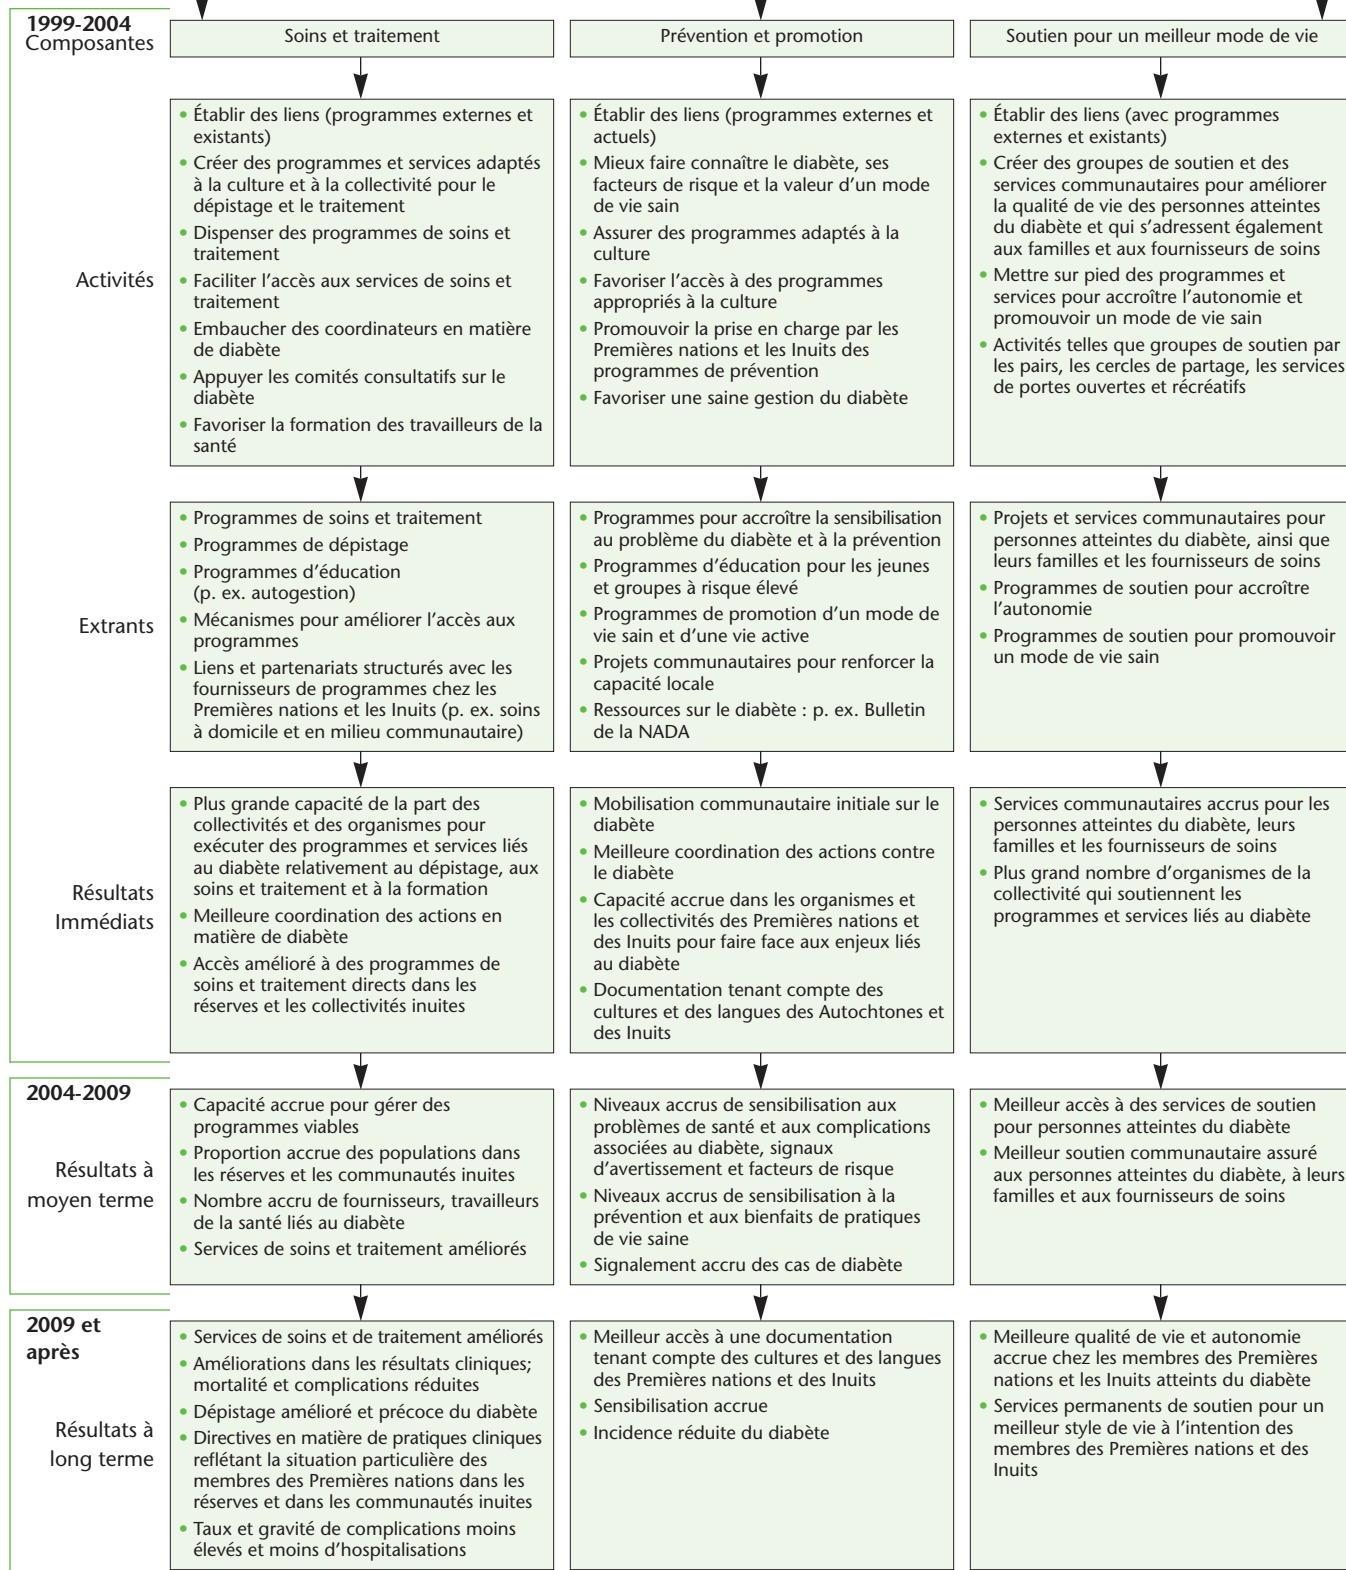 1999-2004
Composantes
Soins et traitement
Prévention et promotion
Soutien pour un meilleur mode de vie
Activités
• Établir des liens (programmes externes et
existants)
• Créer des programmes et services adaptés
à la culture et à la collectivité pour le
dépistage et le traitement
• Dispenser des programmes de soins et
traitement
• Faciliter l'accès aux services de soins et
traitement
• Embaucher des coordinateurs en matière
de diabète
• Appuyer les comités consultatifs sur le
diabète
• Favoriser la formation des travailleurs de la
santé
• Établir des liens (programmes externes et
actuels)
• Mieux faire connaître le diabète, ses
facteurs de risque et la valeur d'un mode
de vie sain
• Assurer des programmes adaptés à la
culture
• Favoriser l'accès à des programmes
appropriés à la culture
• Promouvoir la prise en charge par les
Premières nations et les Inuits des
programmes de prévention
• Favoriser une saine gestion du diabète
• Établir des liens (avec programmes
externes et existants)
• Créer des groupes de soutien et des
services communautaires pour améliorer
la qualité de vie des personnes atteintes
du diabète et qui s'adressent également
aux familles et aux fournisseurs de soins
• Mettre sur pied des programmes et
services pour accroître l'autonomie et
promouvoir un mode de vie sain
• Activités telles que groupes de soutien par
les pairs, les cercles de partage, les services
de portes ouvertes et récréatifs
Extrants
• Programmes de soins et traitement
• Programmes de dépistage
• Programmes d'éducation
(p. ex. autogestion)
• Mécanismes pour améliorer l'accès aux
programmes
• Liens et partenariats structurés avec les
fournisseurs de programmes chez les
Premières nations et les Inuits (p. ex. soins
à domicile et en milieu communautaire)
• Programmes pour accroître la sensibilisation
au problème du diabète et à la prévention
• Programmes d'éducation pour les jeunes
et groupes à risque élevé
• Programmes de promotion d'un mode de
vie sain et d'une vie active
• Projets communautaires pour renforcer la
capacité locale
• Ressources sur le diabète : p. ex. Bulletin
de la NADA
• Projets et services communautaires pour
personnes atteintes du diabète, ainsi que
leurs familles et les fournisseurs de soins
• Programmes de soutien pour accroître
l'autonomie
• Programmes de soutien pour promouvoir
un mode de vie sain
Résultats
Immédiats
• Plus grande capacité de la part des
collectivités et des organismes pour
exécuter des programmes et services liés
au diabète relativement au dépistage, aux
soins et traitement et à la formation
• Meilleure coordination des actions en
matière de diabète
• Accès amélioré à des programmes de
soins et traitement directs dans les
réserves et les collectivités inuites
• Mobilisation communautaire initiale sur le
diabète
• Meilleure coordination des actions contre
le diabète
• Capacité accrue dans les organismes et
les collectivités des Premières nations et
des Inuits pour faire face aux enjeux liés
au diabète
• Documentation tenant compte des
cultures et des langues des Autochtones et
des Inuits
• Services communautaires accrus pour les
personnes atteintes du diabète, leurs
familles et les fournisseurs de soins
• Plus grand nombre d'organismes de la
collectivité qui soutiennent les
programmes et services liés au diabète
2004-2009
Résultats à
moyen terme
• Capacité accrue pour gérer des
programmes viables
• Proportion accrue des populations dans
les réserves et les communautés inuites
• Nombre accru de fournisseurs, travailleurs
de la santé liés au diabète
• Services de soins et traitement améliorés
• Niveaux accrus de sensibilisation aux
problèmes de santé et aux complications
associées au diabète, signaux
d'avertissement et facteurs de risque
• Niveaux accrus de sensibilisation à la
prévention et aux bienfaits de pratiques
de vie saine
• Signalement accru des cas de diabète
• Meilleur accès à des services de soutien
pour personnes atteintes du diabète
• Meilleur soutien communautaire assuré
aux personnes atteintes du diabète, à leurs
familles et aux fournisseurs de soins
2009 et
après
Résultats à
long terme
• Services de soins et de traitement améliorés
• Améliorations dans les résultats cliniques;
mortalité et complications réduites
• Dépistage amélioré et précoce du diabète
• Directives en matière de pratiques cliniques
reflétant la situation particulière des
membres des Premières nations dans les
réserves et dans les communautés inuites
• Taux et gravité de complications moins
élevés et moins d'hospitalisations
• Meilleur accès à une documentation
tenant compte des cultures et des langues
des Premières nations et des Inuits
• Sensibilisation accrue
• Incidence réduite du diabète
• Meilleure qualité de vie et autonomie
accrue chez les membres des Premières
nations et les Inuits atteints du diabète
• Services permanents de soutien pour un
meilleur style de vie à l'intention des
membres des Premières nations et des
Inuits